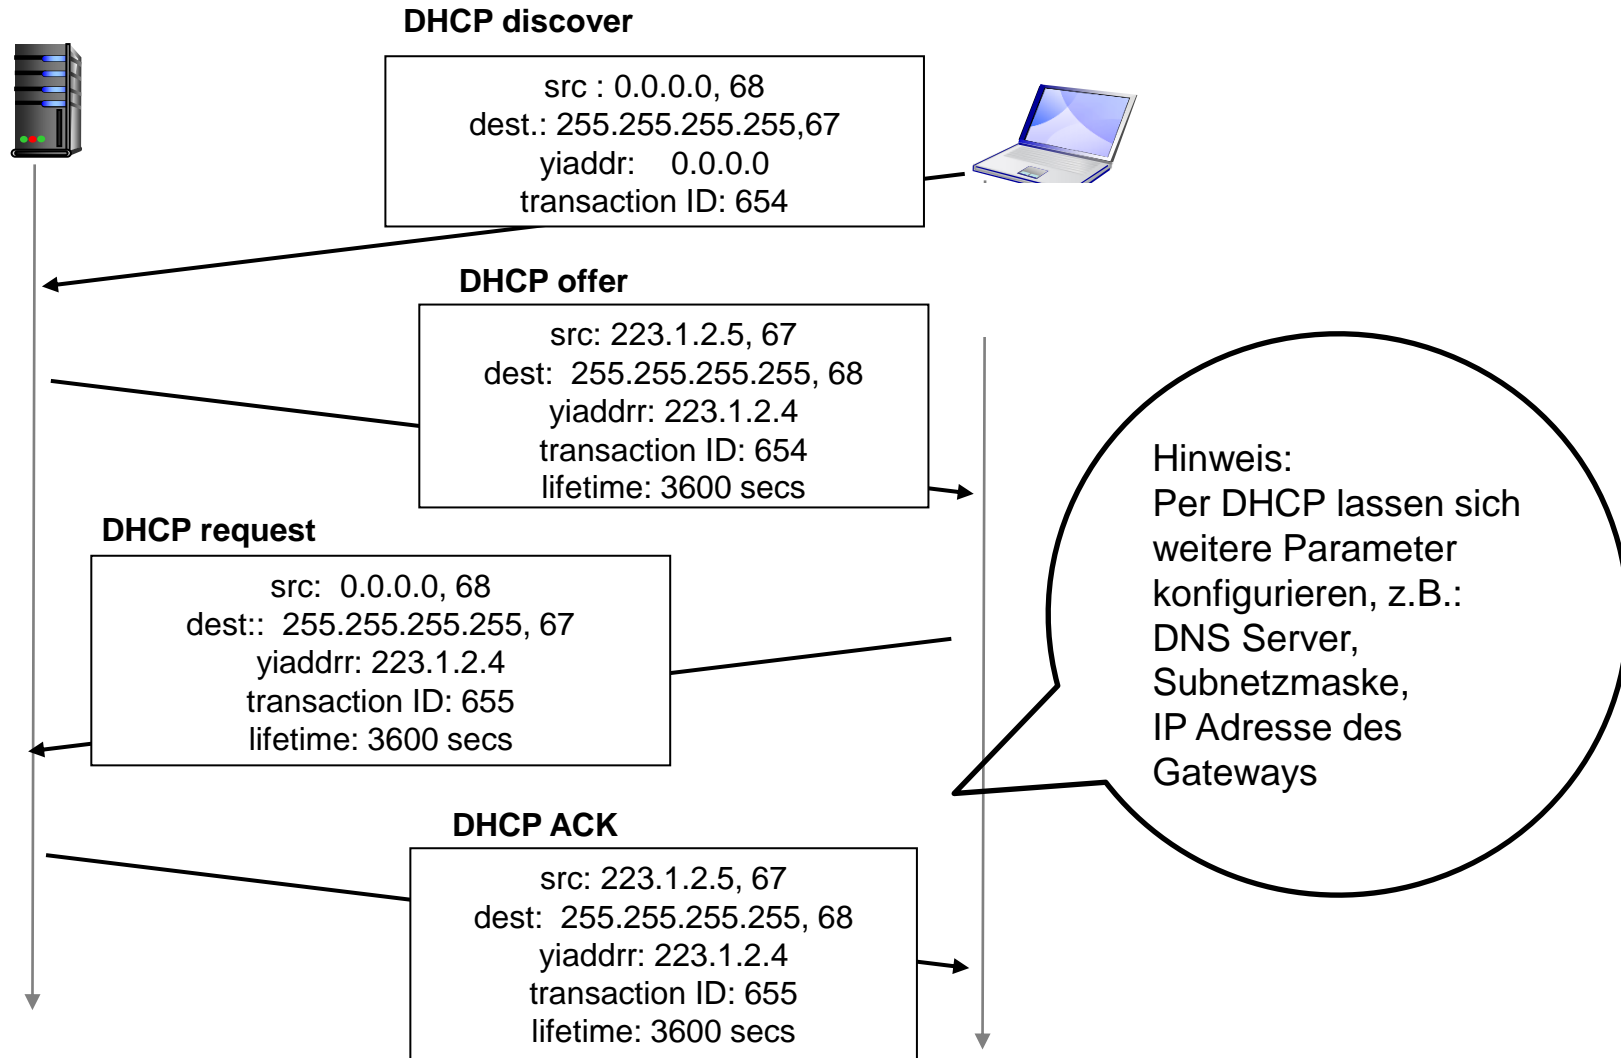 DHCP discover
src : 0.0.0.0, 68
dest.: 255.255.255.255,67
yiaddr: 0.0.0.0
transaction ID: 654
DHCP offer
src: 223.1.2.5, 67
dest: 255.255.255.255, 68
yiaddrr: 223.1.2.4
transaction ID: 654
lifetime: 3600 secs
DHCP request
src: 0.0.0.0, 68
dest:: 255.255.255.255, 67
yiaddrr: 223.1.2.4
transaction ID: 655
lifetime: 3600 secs
DHCP ACK
src: 223.1.2.5, 67
dest: 255.255.255.255, 68
yiaddrr: 223.1.2.4
transaction ID: 655
lifetime: 3600 secs
Hinweis:
Per DHCP lassen sich
weitere Parameter
konfigurieren, z.B.:
DNS Server,
Subnetzmaske,
IP Adresse des
Gateways